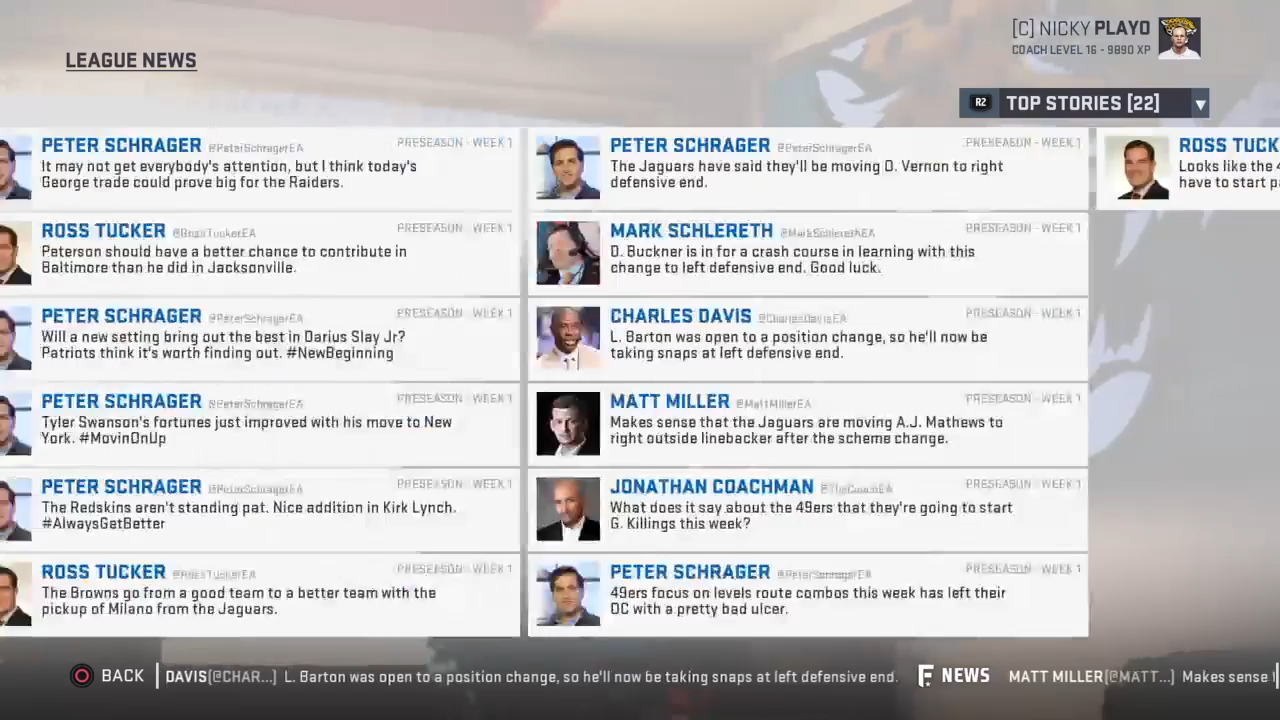 [C] NICKY PLAYO
LEAGUE NEWS
COACH LEVEL 16 - 9890 XP
R2 TOP STORIES [22]
PETER SCHRAGER @PeterSchragerEA PRESEASON - WEEK 1
It may not get everybody's attention, but I think today's
George trade could prove big for the Raiders.
ROSS TUCKER @RossTuckerEA PRESEASON - WEEK 1
Peterson should have a better chance to contribute in
Baltimore than he did in Jacksonville.
PETER SCHRAGER @PeterSchragerEA PRESEASON - WEEK 1
Will a new setting bring out the best in Darius Slay Jr?
Patriots think it's worth finding out. #NewBeginning
PETER SCHRAGER @PeterSchragerEA PRESEASON - WEEK 1
Tyler Swanson's fortunes just improved with his move to New
York. #MovinOnUp
PETER SCHRAGER @PeterSchragerEA PRESEASON - WEEK 1
The Redskins aren't standing pat. Nice addition in Kirk Lynch.
#AlwaysGetBetter
ROSS TUCKER @RossTuckerEA PRESEASON - WEEK 1
The Browns go from a good team to a better team with the
pickup of Milano from the Jaguars.
PETER SCHRAGER @PeterSchragerEA PRESEASON - WEEK 1
The Jaguars have said they'll be moving O. Vernon to right
defensive end.
MARK SCHLERETH @MarkSchlerethEA PRESEASON - WEEK 1
D. Buckner is in for a crash course in learning with this
change to left defensive end. Good luck.
CHARLES DAVIS @CharlesDavisEA PRESEASON - WEEK 1
L. Barton was open to a position change, so he'll now be
taking snaps at left defensive end.
MATT MILLER @MattMillerEA PRESEASON - WEEK 1
Makes sense that the Jaguars are moving A.J. Mathews to
right outside linebacker after the scheme change.
JONATHAN COACHMAN @TheCoachEA PRESEASON - WEEK 1
What does it say about the 49ers that they're going to start
G. Killings this week?
PETER SCHRAGER @PeterSchragerEA PRESEASON - WEEK 1
49ers focus on levels route combos this week has left their
OC with a pretty bad ulcer.
ROSS TUCK
Looks like the 4
have to start p
BACK DAVIS[@CHAR...] L. Barton was open to a position change, so he'll now be taking snaps at left defensive end. NEWS MATT MILLER[@MATT...] Makes sense